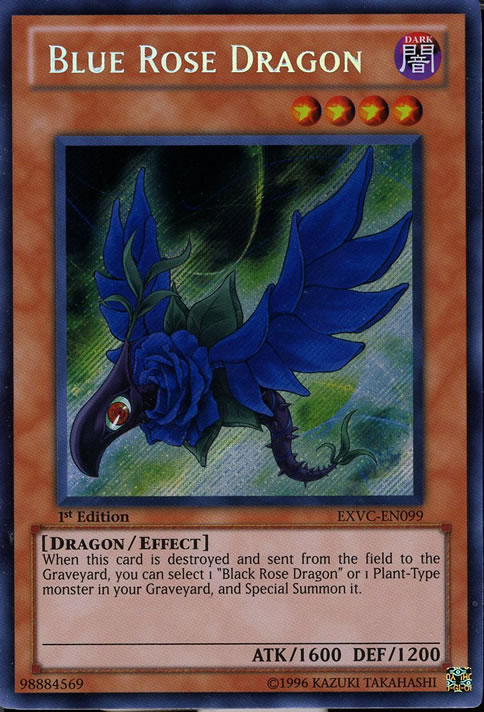 BLUE ROSE DRAGON
DARK
闇
1st Edition
EXVC-EN099
[DRAGON/EFFECT]
When this card is destroyed and sent from the field to the
Graveyard, you can select 1 "Black Rose Dragon" or 1 Plant-Type
monster in your Graveyard, and Special Summon it.
ATK/1600 DEF/1200
98884569
©1996 KAZUKI TAKAHASHI